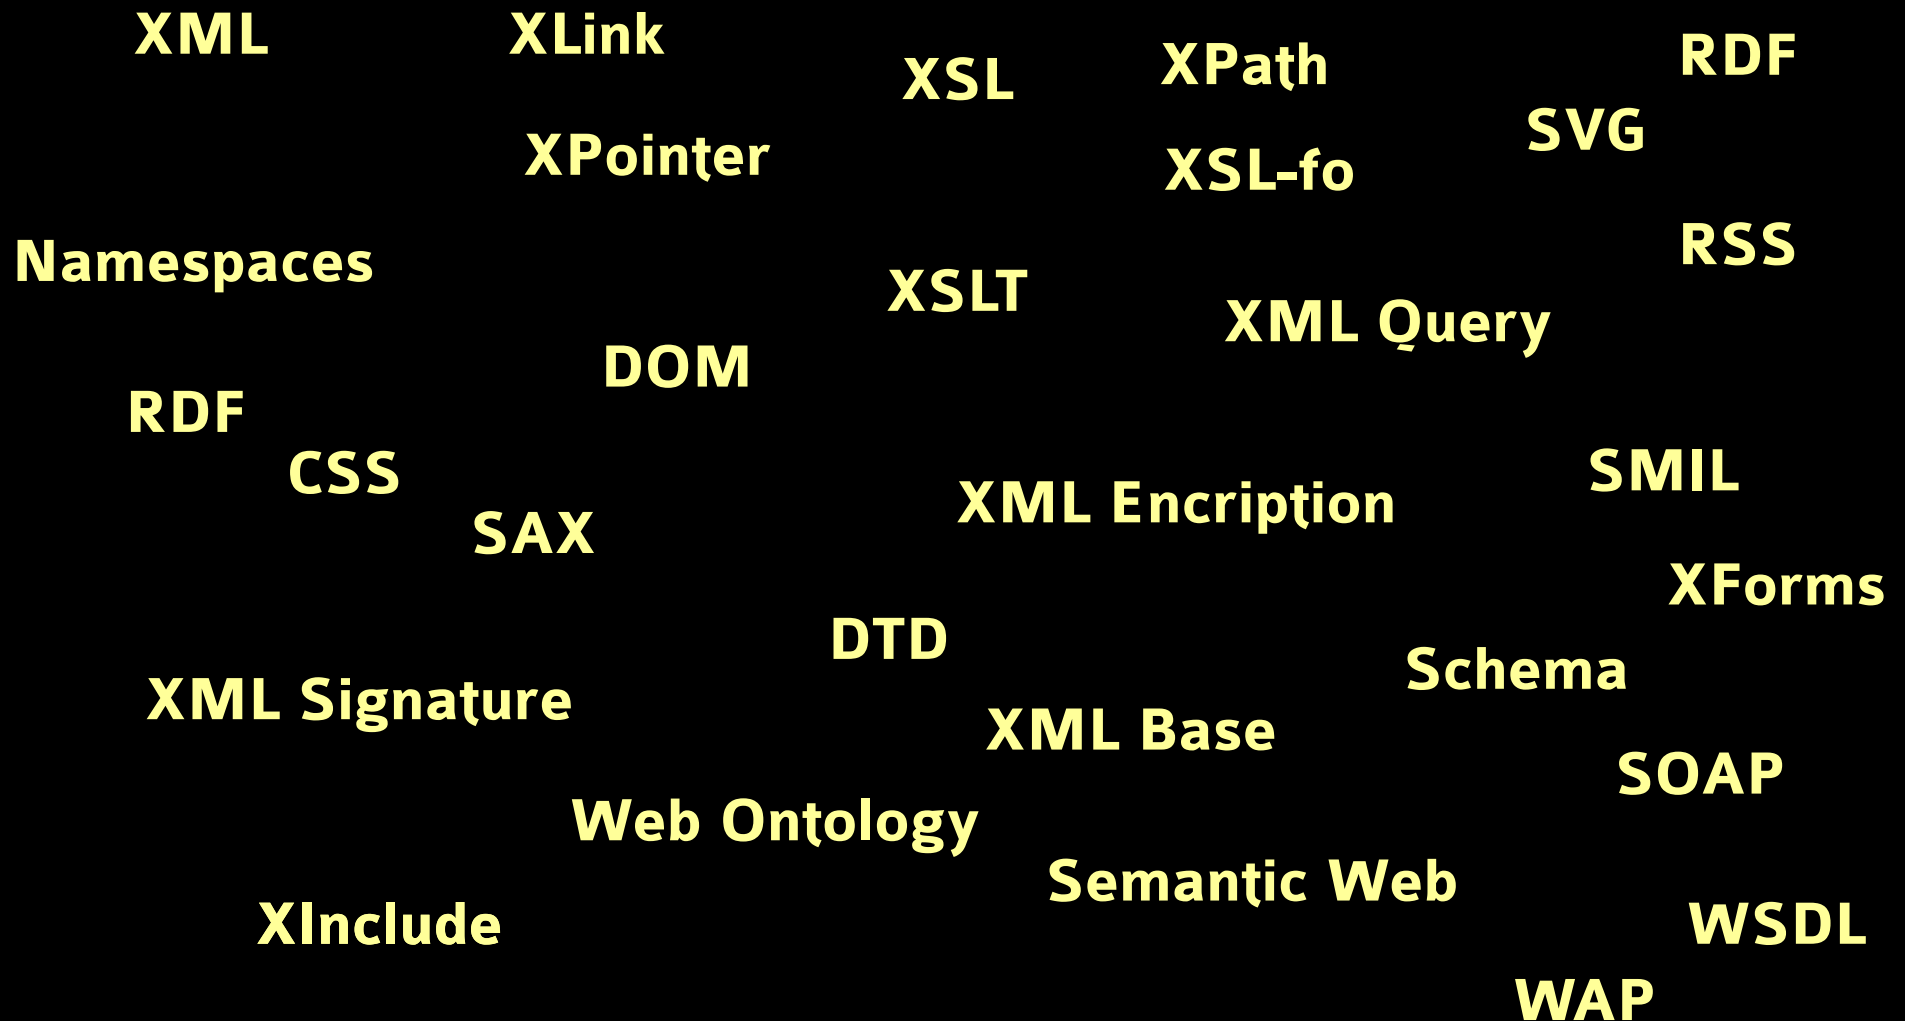 XML
XLink
XSL
XPath
RDF
SVG
XPointer
XSL-fo
Namespaces
RSS
XSLT
XML Query
DOM
RDF
CSS
SMIL
XML Encription
SAX
XForms
DTD
Schema
XML Signature
XML Base
SOAP
Web Ontology
Semantic Web
XInclude
WSDL
WAP